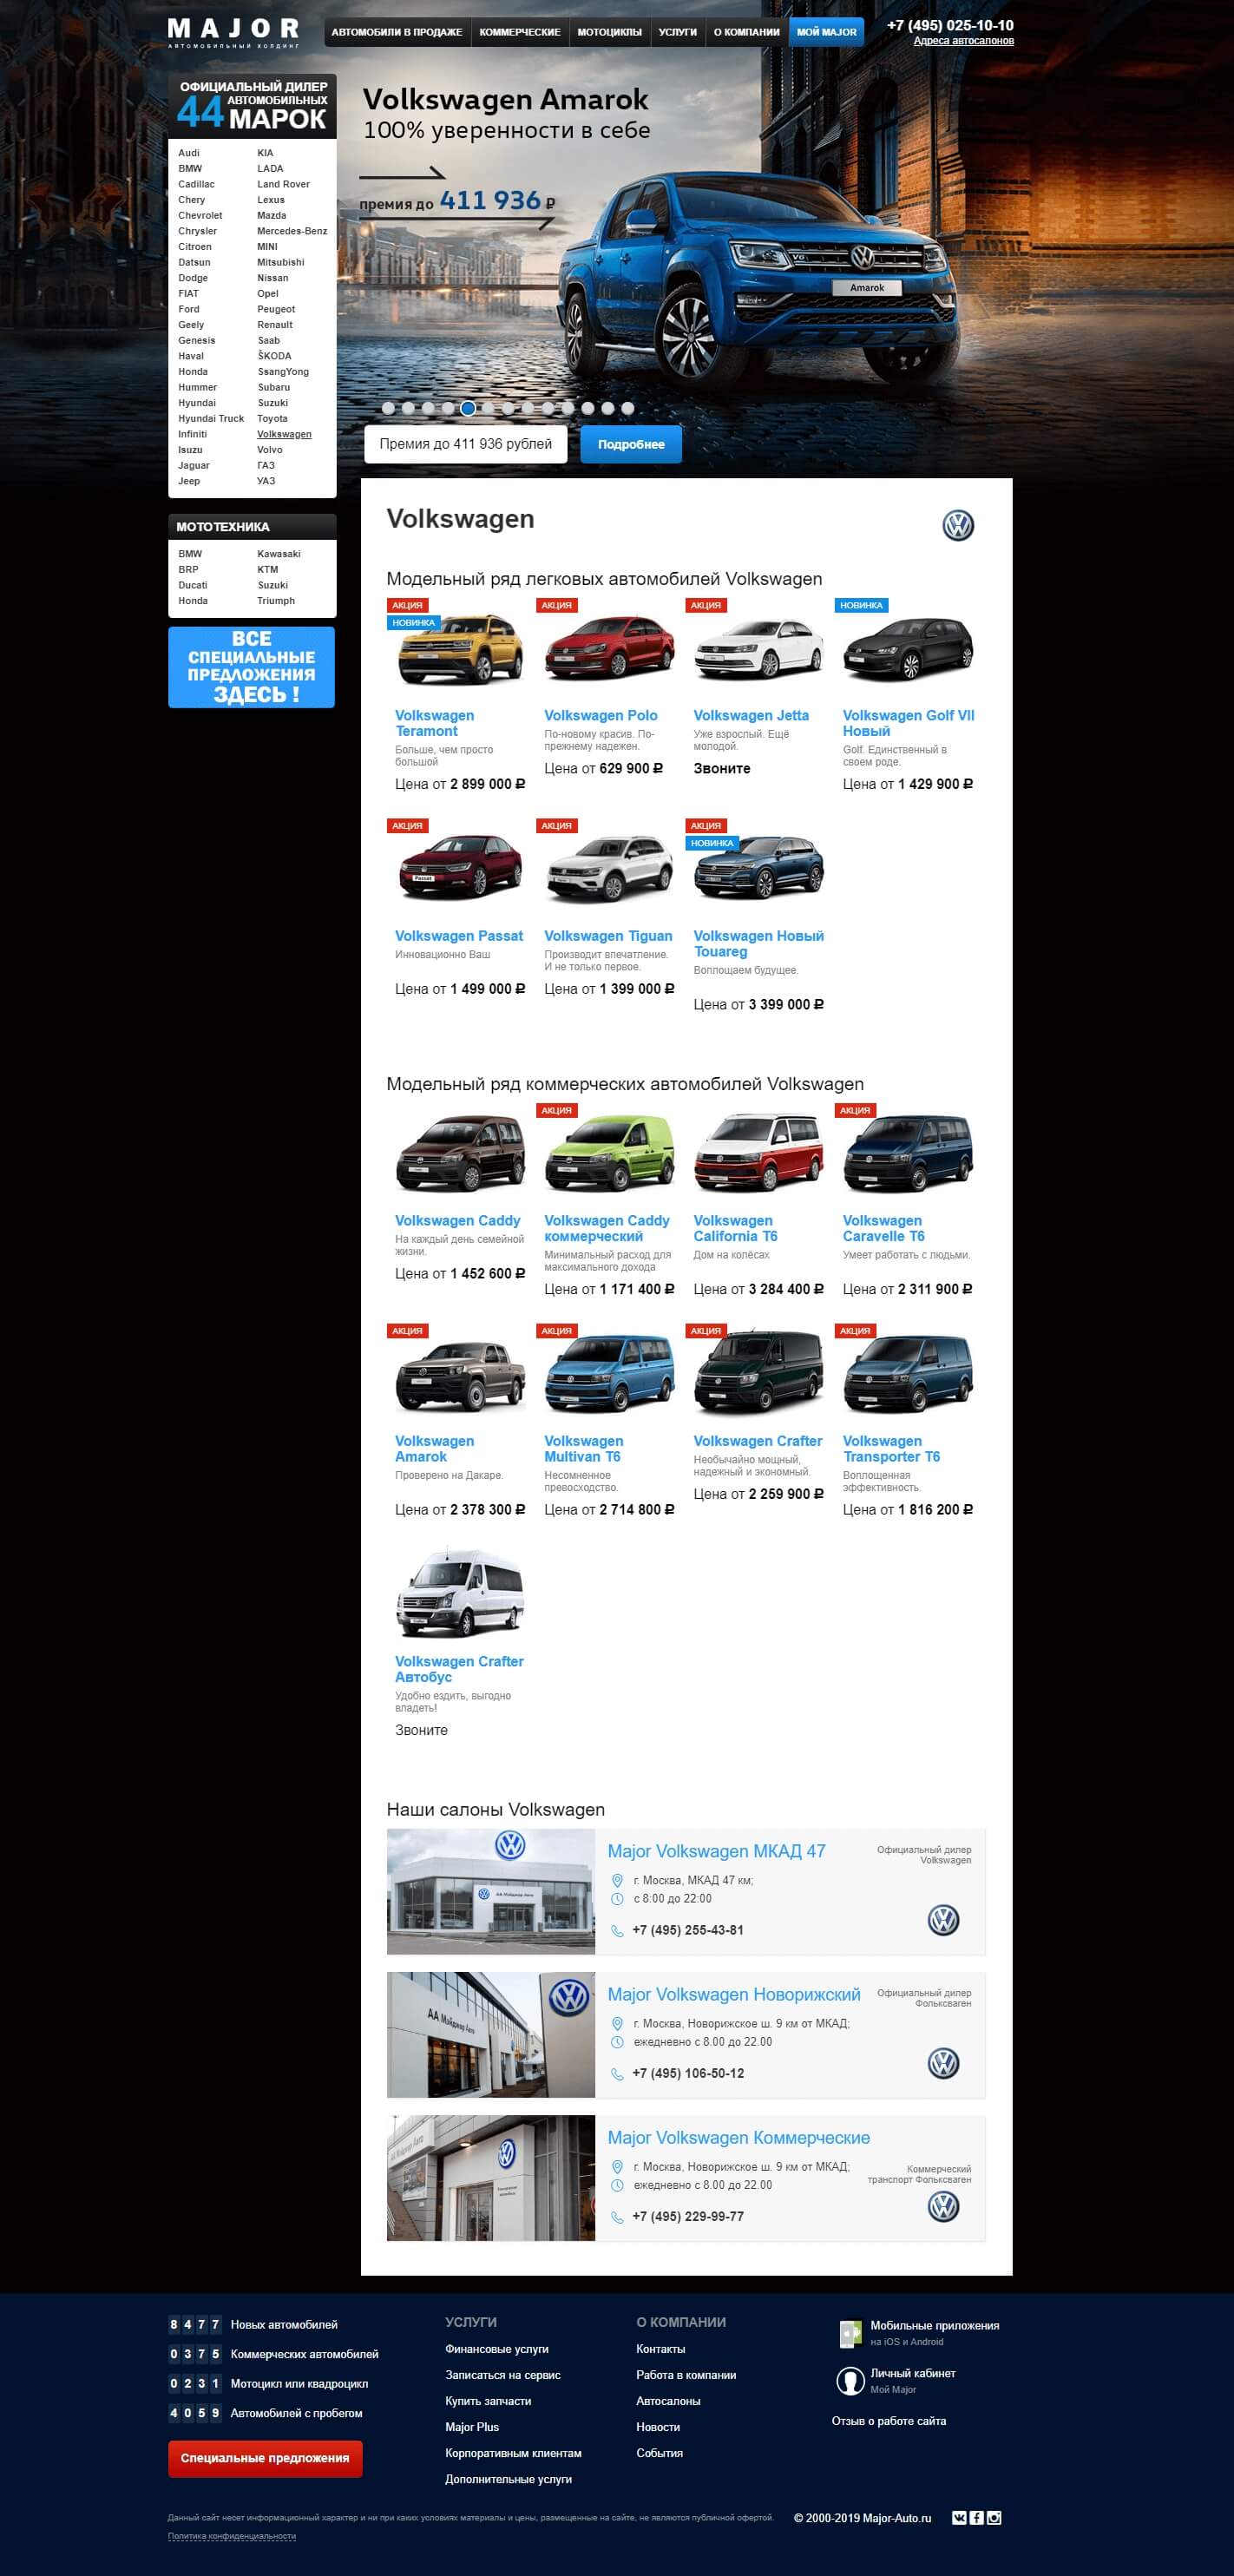 MAJOR
АВТОМОБИЛЬНЫЙ ХОЛДИНГ
АВТОМОБИЛИ В ПРОДАЖЕ
КОММЕРЧЕСКИЕ
МОТОЦИКЛЫ
УСЛУГИ
О КОМПАНИИ
МОЙ MAJOR
+7 (495) 025-10-10
Адреса автосалонов
ОФИЦИАЛЬНЫЙ ДИЛЕР
44 АВТОМОБИЛЬНЫХ
МАРОК
Audi
BMW
Cadillac
Chery
Chevrolet
Chrysler
Citroen
Datsun
Dodge
FIAT
Ford
Geely
Genesis
Haval
Honda
Hummer
Hyundai
Hyundai Truck
Infiniti
Isuzu
Jaguar
Jeep
KIA
LADA
Land Rover
Lexus
Mazda
Mercedes-Benz
MINI
Mitsubishi
Nissan
Opel
Peugeot
Renault
Saab
ŠKODA
SsangYong
Subaru
Suzuki
Toyota
Volkswagen
Volvo
ГАЗ
УАЗ
Volkswagen Amarok
100% уверенности в себе
премия до 411 936 ₽
V6
Amarok
Премия до 411 936 рублей
Подробнее
МОТОТЕХНИКА
BMW
BRP
Ducati
Honda
Kawasaki
KTM
Suzuki
Triumph
ВСЕ
СПЕЦИАЛЬНЫЕ
ПРЕДЛОЖЕНИЯ
ЗДЕСЬ !
Volkswagen
Модельный ряд легковых автомобилей Volkswagen
АКЦИЯ
НОВИНКА
Volkswagen
Teramont
Больше, чем просто
большой
Цена от 2 899 000 ₽
АКЦИЯ
Volkswagen Polo
По-новому красив. По-
прежнему надежен.
Цена от 629 900 ₽
АКЦИЯ
Volkswagen Jetta
Уже взрослый. Ещё
молодой.
Звоните
НОВИНКА
Volkswagen Golf VII
Новый
Golf. Единственный в
своем роде.
Цена от 1 429 900 ₽
АКЦИЯ
Passat
Volkswagen Passat
Инновационно Ваш
Цена от 1 499 000 ₽
АКЦИЯ
Volkswagen Tiguan
Производит впечатление.
И не только первое.
Цена от 1 399 000 ₽
АКЦИЯ
НОВИНКА
Volkswagen Новый
Touareg
Воплощаем будущее.
Цена от 3 399 000 ₽
Модельный ряд коммерческих автомобилей Volkswagen
Volkswagen Caddy
На каждый день семейной
жизни.
Цена от 1 452 600 ₽
АКЦИЯ
Volkswagen Caddy
коммерческий
Минимальный расход для
максимального дохода
Цена от 1 171 400 ₽
Volkswagen
California T6
Дом на колёсах
Цена от 3 284 400 ₽
АКЦИЯ
Volkswagen
Caravelle T6
Умеет работать с людьми.
Цена от 2 311 900 ₽
АКЦИЯ
Volkswagen
Amarok
Проверено на Дакаре.
Цена от 2 378 300 ₽
АКЦИЯ
Volkswagen
Multivan T6
Несомненное
превосходство.
Цена от 2 714 800 ₽
АКЦИЯ
Volkswagen Crafter
Необычайно мощный,
надежный и экономный.
Цена от 2 259 900 ₽
АКЦИЯ
Volkswagen
Transporter T6
Воплощенная
эффективность.
Цена от 1 816 200 ₽
Volkswagen Crafter
Автобус
Удобно ездить, выгодно
владеть!
Звоните
Наши салоны Volkswagen
АА Мэйджор Авто
Major Volkswagen МКАД 47
г. Москва, МКАД 47 км;
с 8:00 до 22:00
+7 (495) 255-43-81
Официальный дилер
Volkswagen
АА Мэйджор Авто
Major Volkswagen Новорижский
г. Москва, Новорижское ш. 9 км от МКАД;
ежедневно с 8.00 до 22.00
+7 (495) 106-50-12
Официальный дилер
Фольксваген
Major Volkswagen Коммерческие
г. Москва, Новорижское ш. 9 км от МКАД;
ежедневно с 8.00 до 22.00
+7 (495) 229-99-77
Коммерческий
транспорт Фольксваген
8477 Новых автомобилей
0375 Коммерческих автомобилей
0231 Мотоцикл или квадроцикл
4059 Автомобилей с пробегом
Специальные предложения
УСЛУГИ
Финансовые услуги
Записаться на сервис
Купить запчасти
Major Plus
Корпоративным клиентам
Дополнительные услуги
О КОМПАНИИ
Контакты
Работа в компании
Автосалоны
Новости
События
Мобильные приложения
на iOS и Android
Личный кабинет
Мой Major
Отзыв о работе сайта
Данный сайт несет информационный характер и ни при каких условиях материалы и цены, размещенные на сайте, не являются публичной офертой.
Политика конфиденциальности
© 2000-2019 Major-Auto.ru